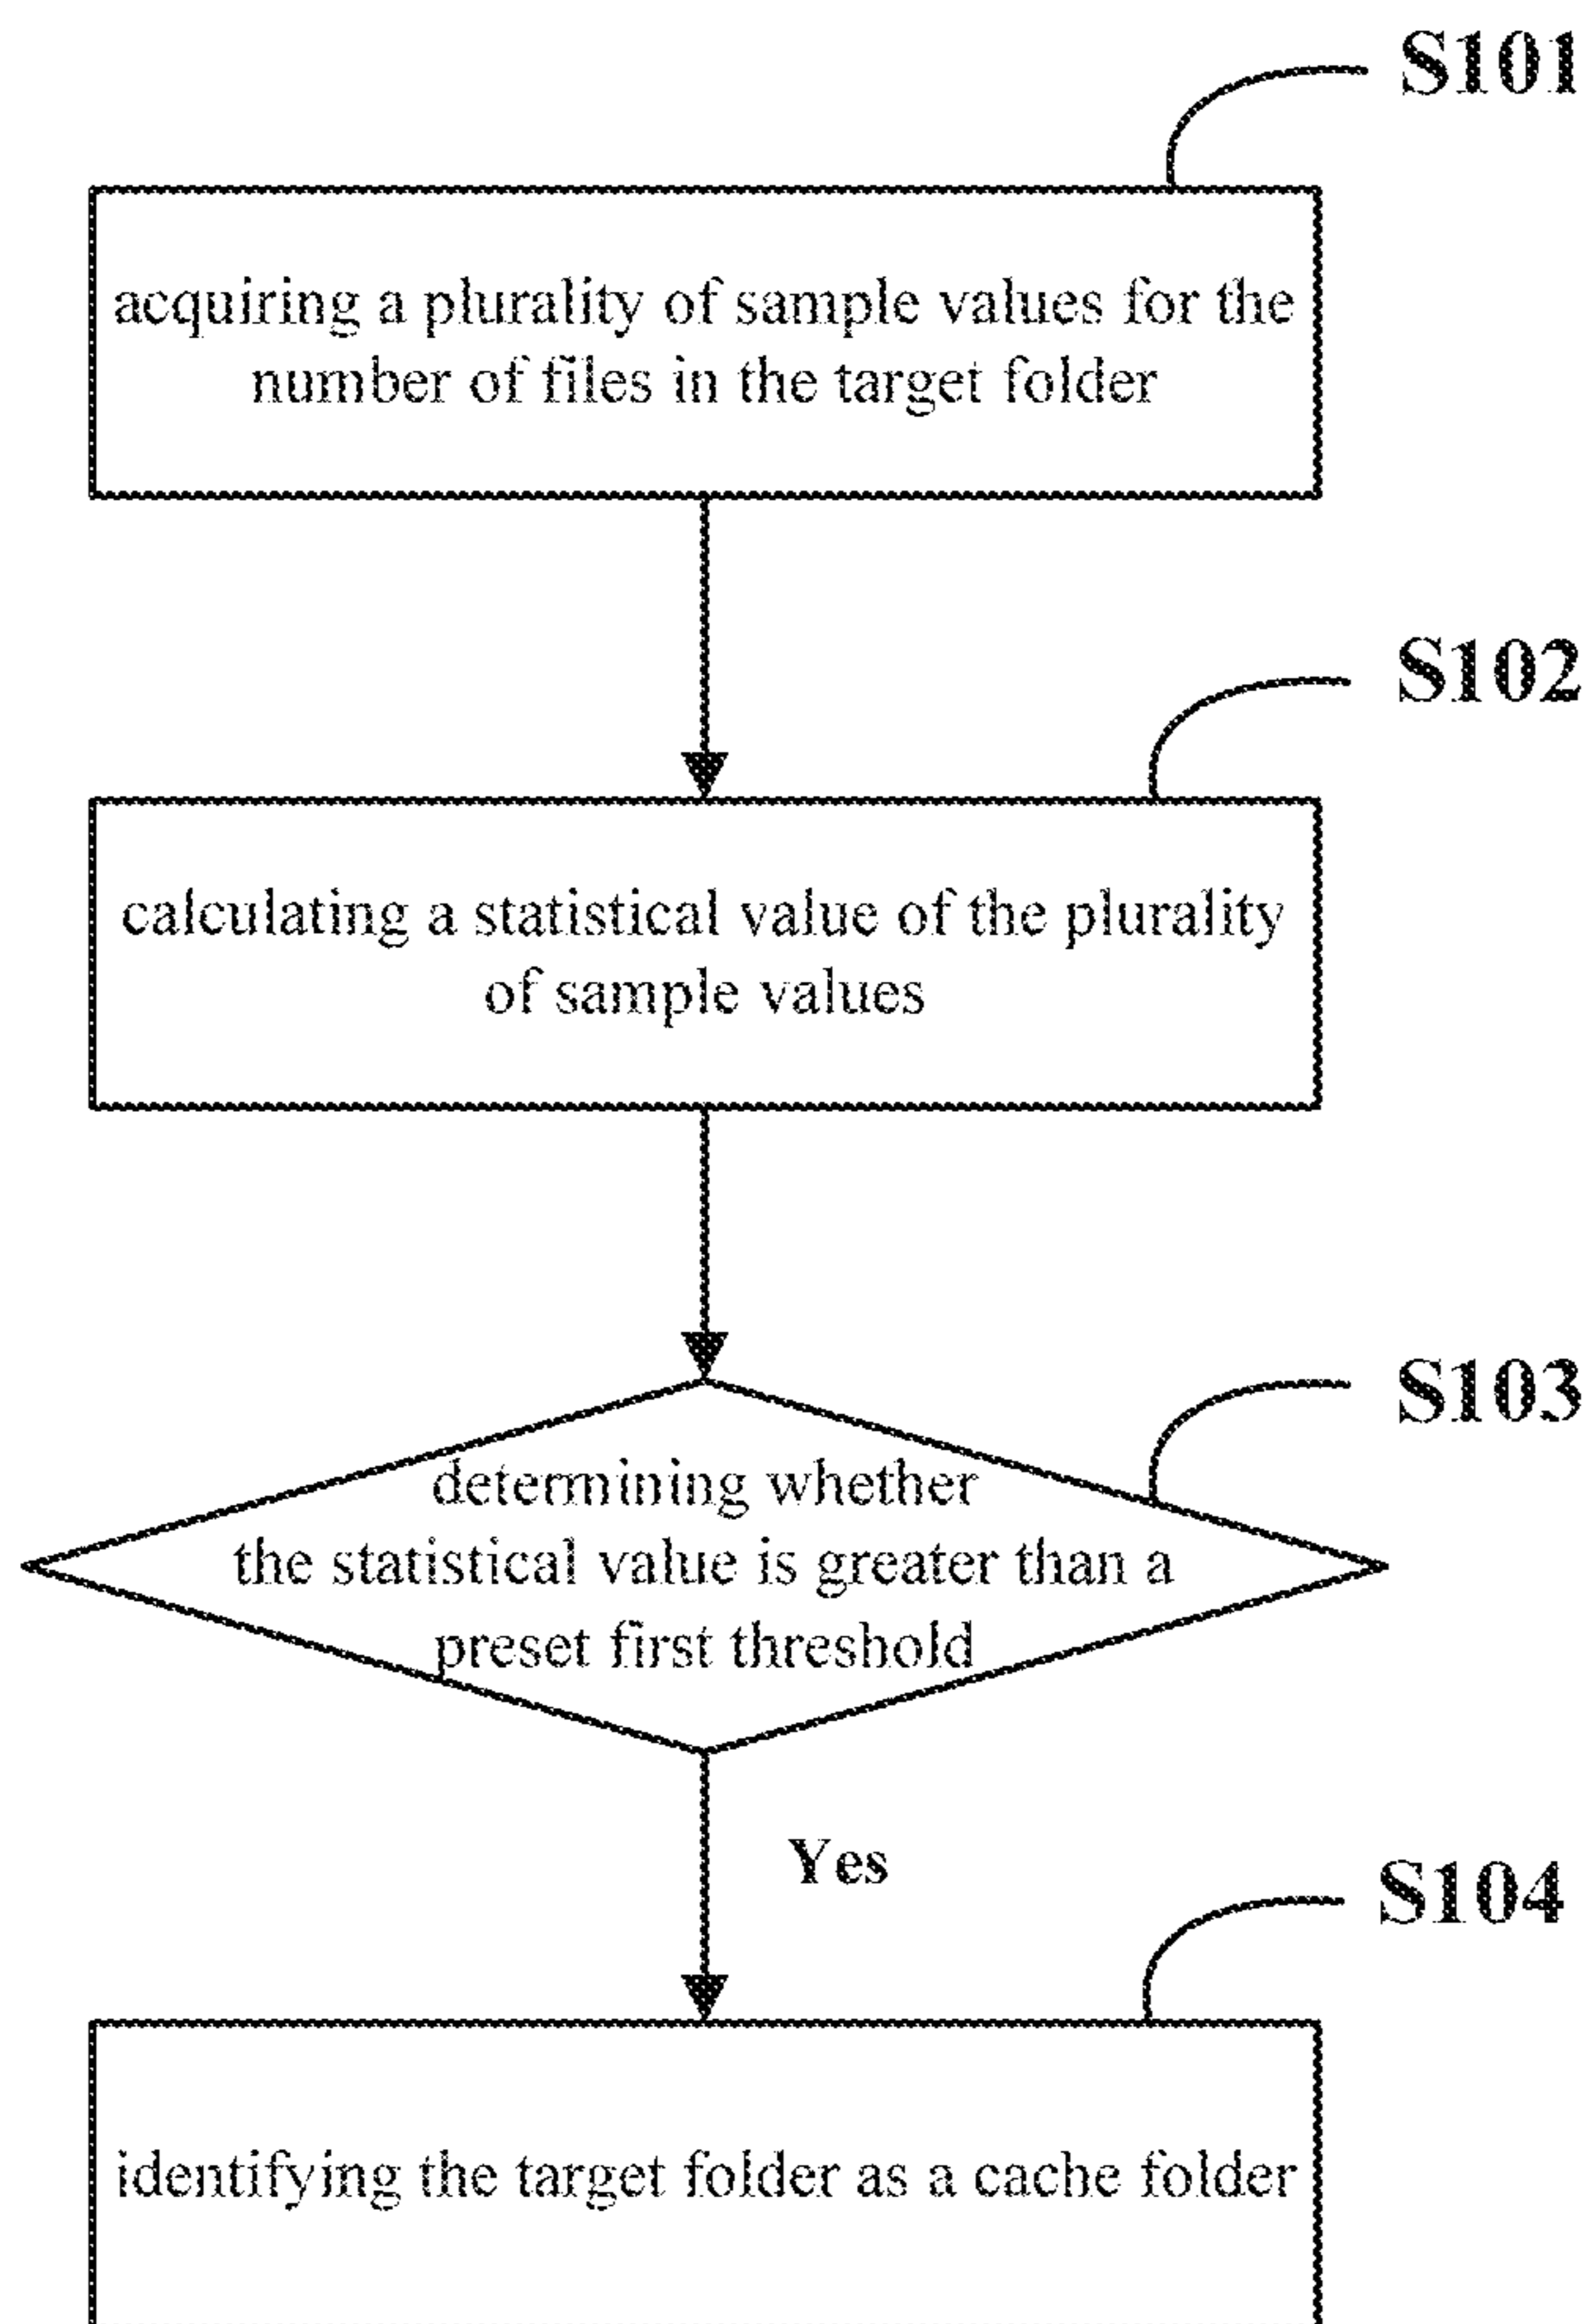 S101
acquiring a plurality of sample values for the
number of files in the target folder
S102
calculating a statistical value of the plurality
of sample values
S103
determining whether
the statistical value is greater than a
preset first threshold
Yes
S104
identifying the target folder as a cache folder